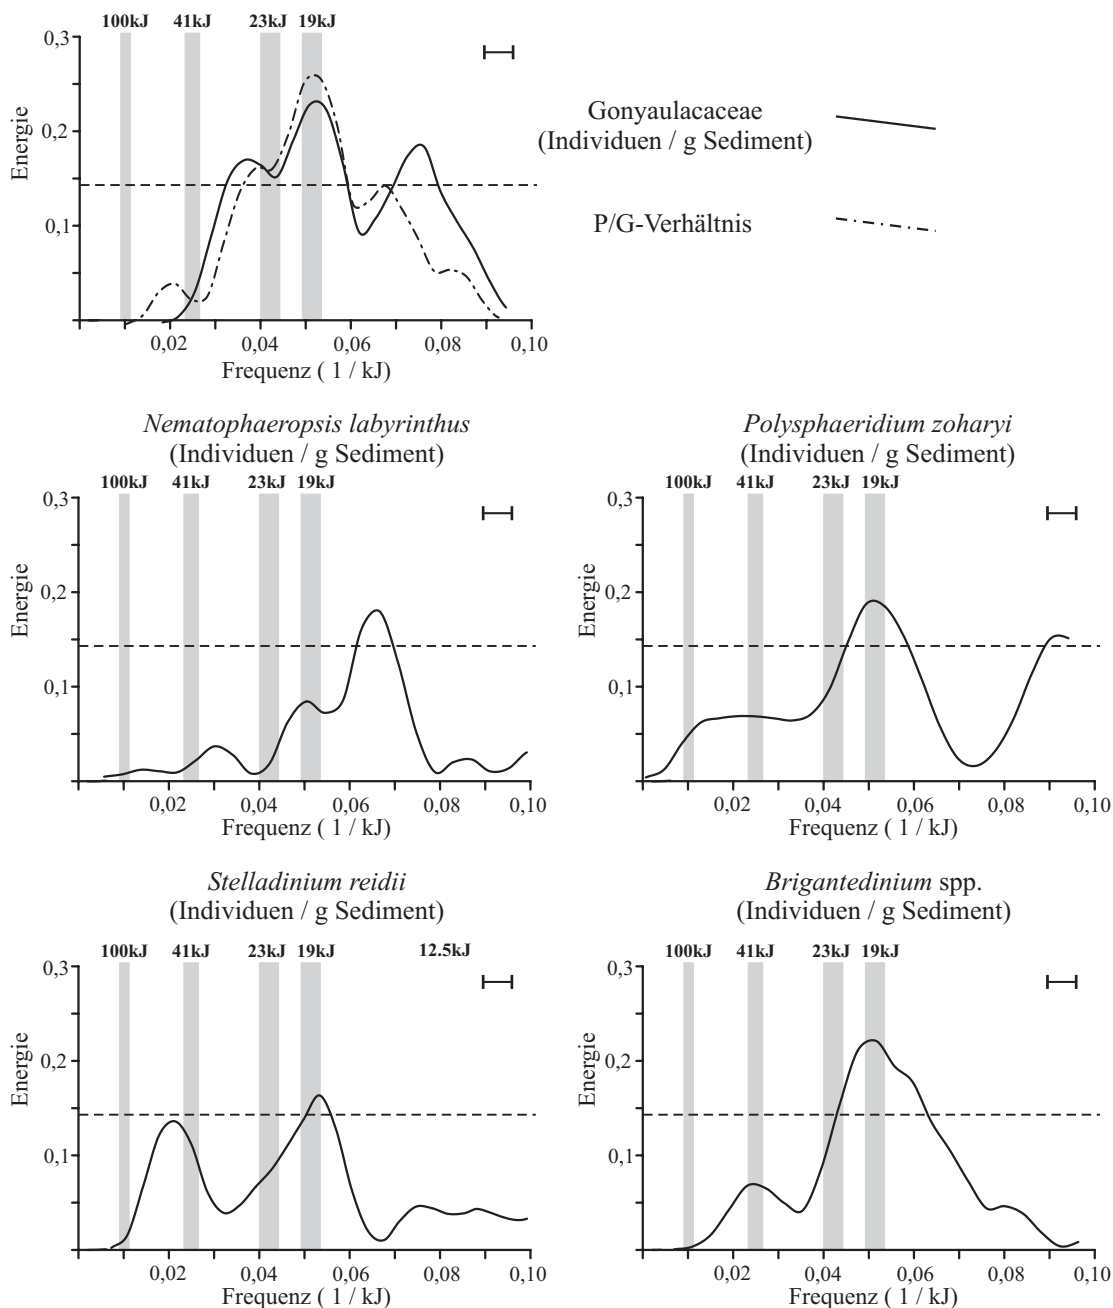 100kJ 41kJ 23kJ 19kJ
0,3
0,2
0,1
Energie
0,02 0,04 0,06 0,08 0,10
Frequenz ( 1 / kJ)
Gonyaulacaceae
(Individuen / g Sediment)
P/G-Verhältnis
Nematophaeropsis labyrinthus
(Individuen / g Sediment)
100kJ 41kJ 23kJ 19kJ
0,3
0,2
0,1
Energie
0,02 0,04 0,06 0,08 0,10
Frequenz ( 1 / kJ)
Polysphaeridium zoharyi
(Individuen / g Sediment)
100kJ 41kJ 23kJ 19kJ
0,3
0,2
0,1
Energie
0,02 0,04 0,06 0,08 0,10
Frequenz ( 1 / kJ)
Stelladinium reidii
(Individuen / g Sediment)
100kJ 41kJ 23kJ 19kJ 12.5kJ
0,3
0,2
0,1
Energie
0,02 0,04 0,06 0,08 0,10
Frequenz ( 1 / kJ)
Brigantedinium spp.
(Individuen / g Sediment)
100kJ 41kJ 23kJ 19kJ
0,3
0,2
0,1
Energie
0,02 0,04 0,06 0,08 0,10
Frequenz ( 1 / kJ)